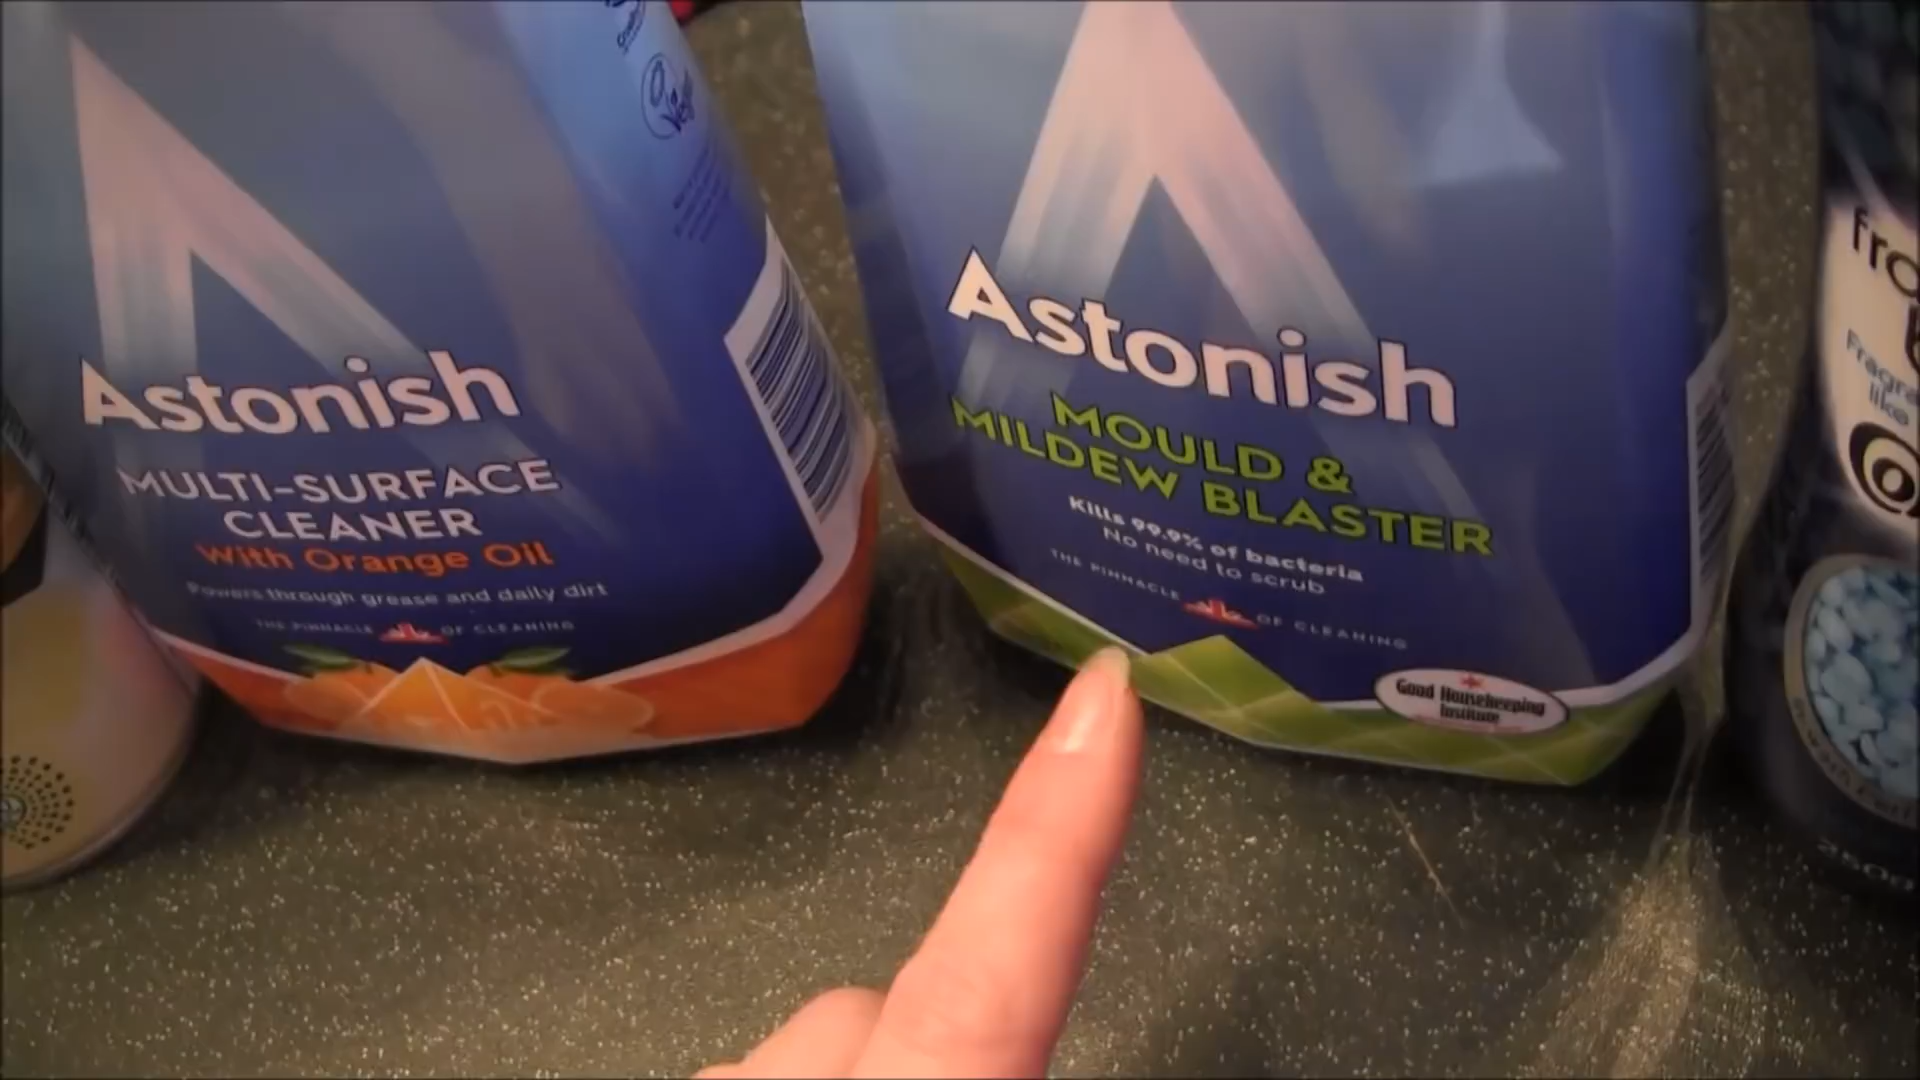 Vegan
Astonish
MULTI-SURFACE
CLEANER
With Orange Oil
Powers through grease and daily dirt
THE PINNACLE OF CLEANING
Astonish
MOULD &
MILDEW BLASTER
Kills 99.9% of bacteria
No need to scrub
THE PINNACLE OF CLEANING
Good Housekeeping
Institute
like
250g